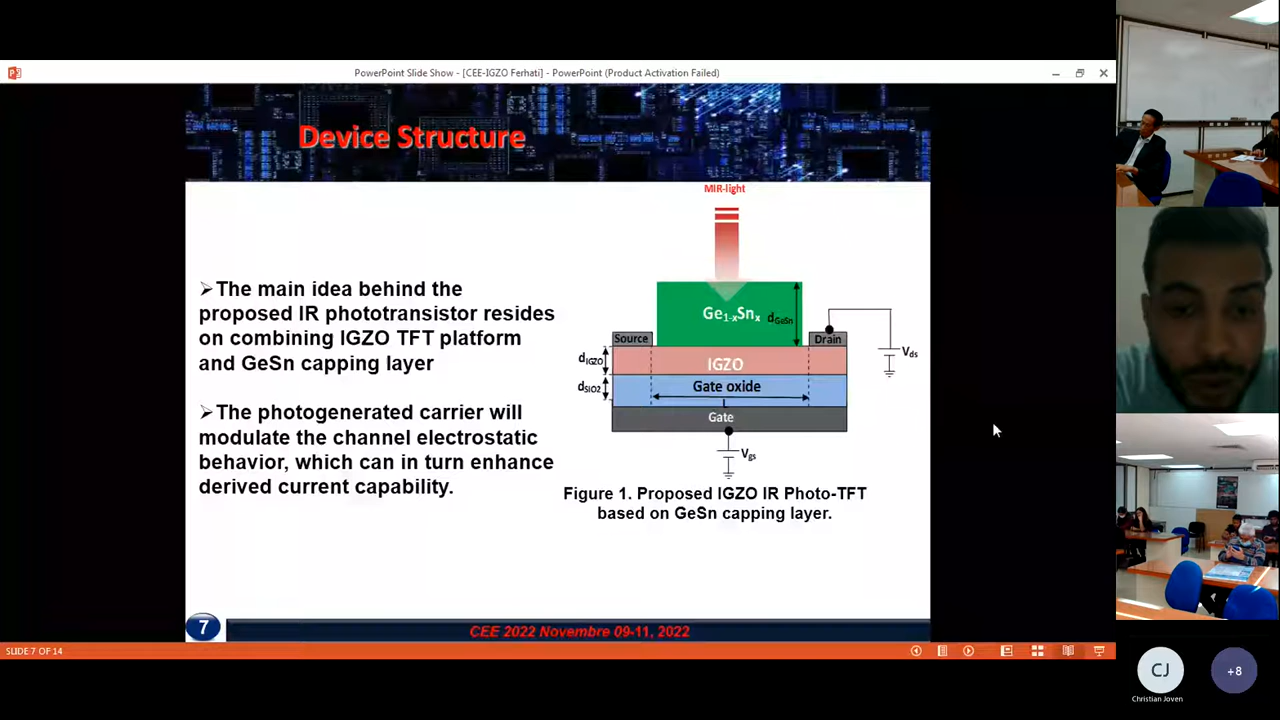 PowerPoint Slide Show - [CEE-IGZO Ferhati] - PowerPoint (Product Activation Failed)
Device Structure
➢The main idea behind the
proposed IR phototransistor resides
on combining IGZO TFT platform
and GeSn capping layer
➢The photogenerated carrier will
modulate the channel electrostatic
behavior, which can in turn enhance
derived current capability.
MIR-light
Ge1-xSnx
dGeSn
Source
Drain
Vds
dIGZO
IGZO
dSiO2
Gate oxide
L
Gate
Vgs
Figure 1. Proposed IGZO IR Photo-TFT
based on GeSn capping layer.
7
CEE 2022 Novembre 09-11, 2022
SLIDE 7 OF 14
CJ
Christian Joven
+8